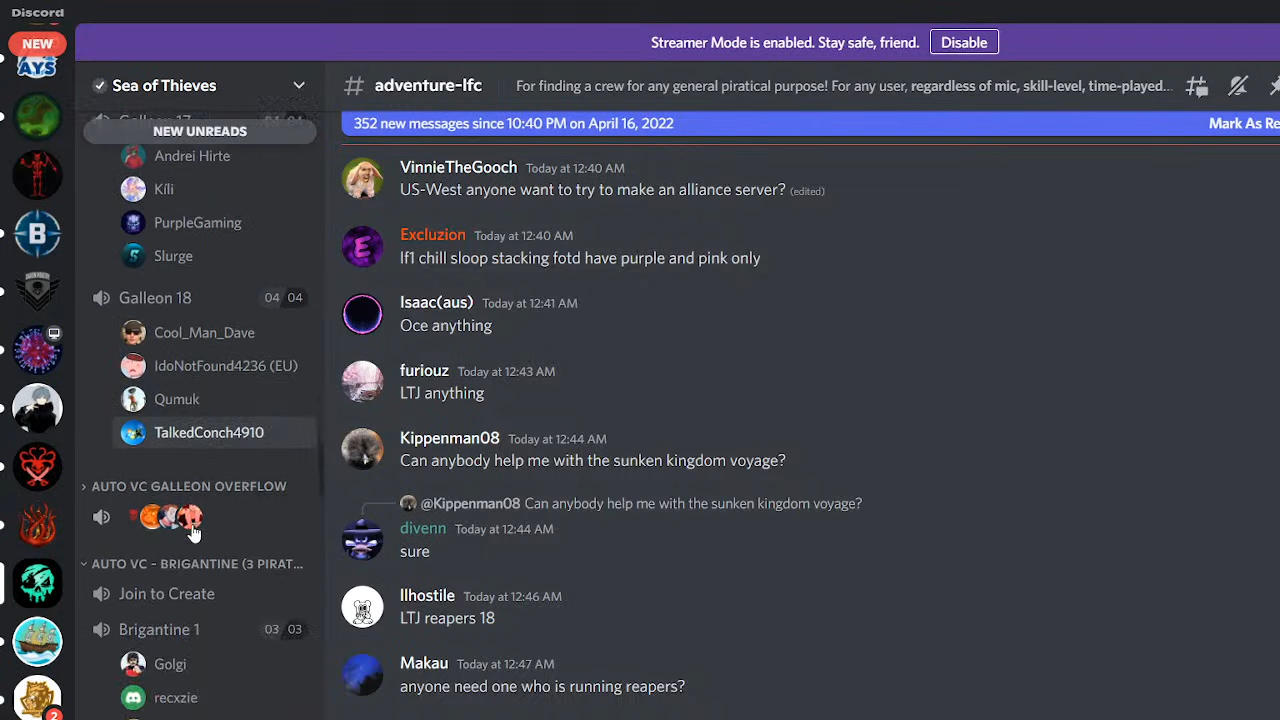 Discord
NEW
AYS
B
2
Streamer Mode is enabled. Stay safe, friend.
Disable
Sea of Thieves
NEW UNREADS
Andrei Hirte
Kíli
PurpleGaming
Slurge
Galleon 18 04 04
Cool_Man_Dave
IdoNotFound4236 (EU)
Qumuk
TalkedConch4910
AUTO VC GALLEON OVERFLOW
AUTO VC - BRIGANTINE (3 PIRAT...
Join to Create
Brigantine 1 03 03
Golgi
recxzie
# adventure-lfc For finding a crew for any general piratical purpose! For any user, regardless of mic, skill-level, time-played...
352 new messages since 10:40 PM on April 16, 2022 Mark As Re
VinnieTheGooch Today at 12:40 AM
US-West anyone want to try to make an alliance server? (edited)
E
Excluzion Today at 12:40 AM
lf1 chill sloop stacking fotd have purple and pink only
Isaac(aus) Today at 12:41 AM
Oce anything
furiouz Today at 12:43 AM
LTJ anything
Kippenman08 Today at 12:44 AM
Can anybody help me with the sunken kingdom voyage?
@Kippenman08 Can anybody help me with the sunken kingdom voyage?
divenn Today at 12:44 AM
sure
Ilhostile Today at 12:46 AM
LTJ reapers 18
Makau Today at 12:47 AM
anyone need one who is running reapers?